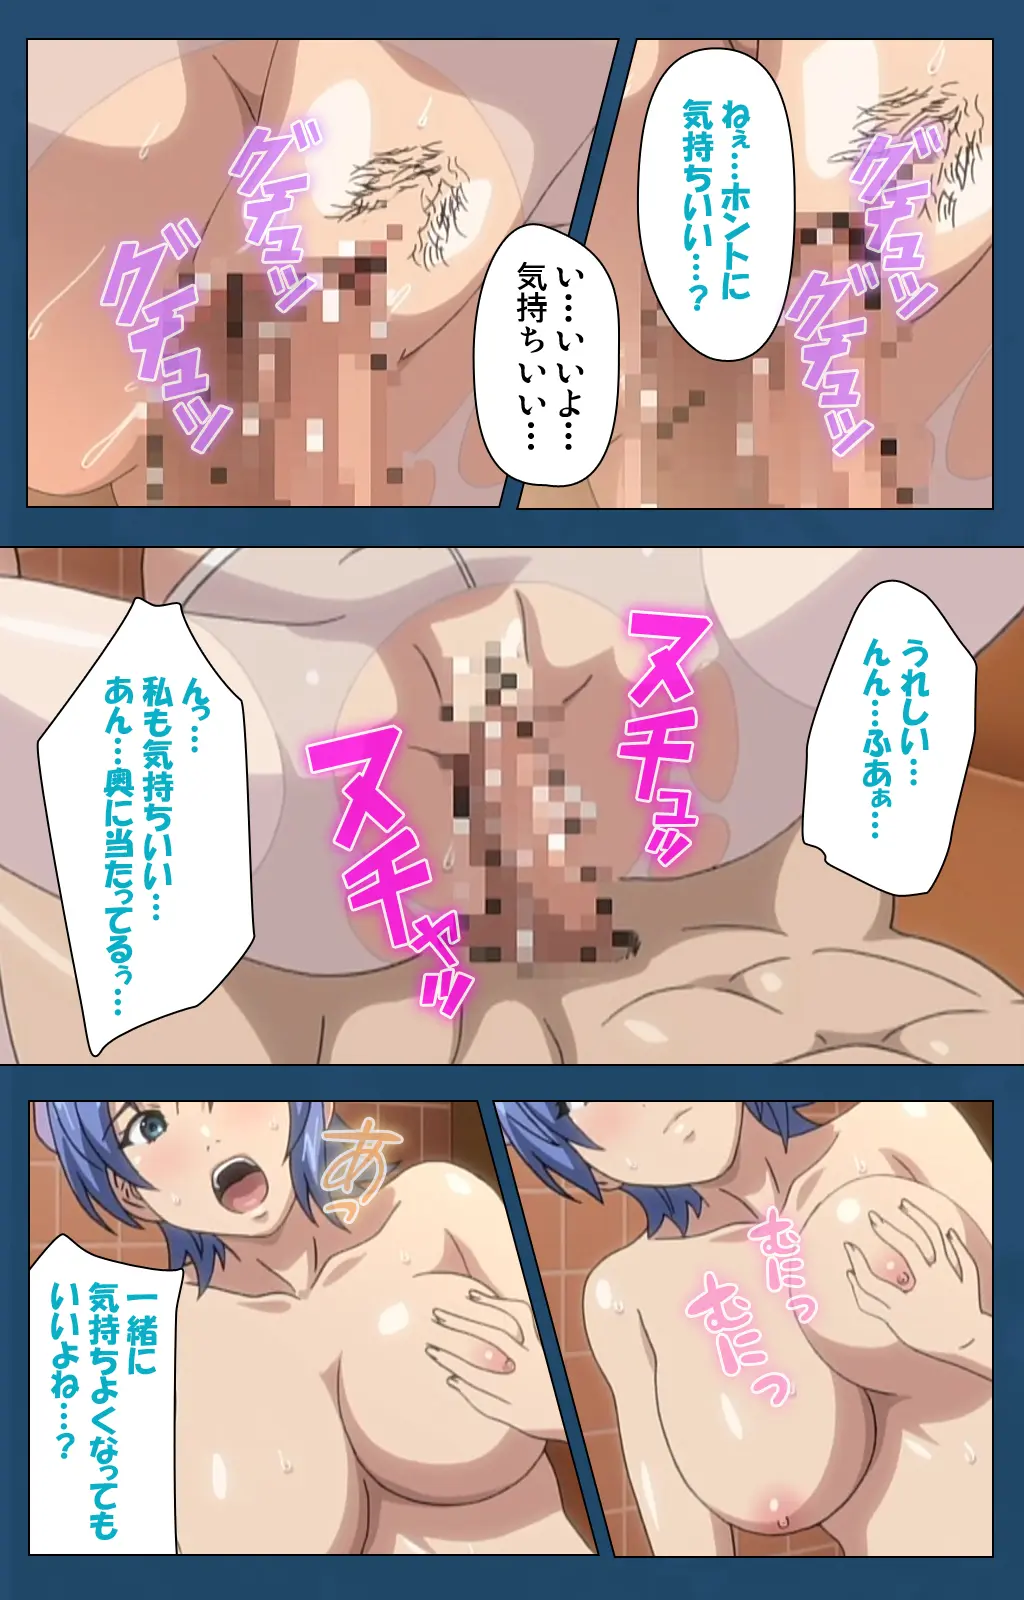 ねぇ…ホントに
気持ちいい…?
グチュッ
グチュッ
い…いいよ…
気持ちいい…
グチュッ
グチュッ
うれしい…
んん…ふあぁ…
ヌチュッ
ヌチャッ
んっ…
私も気持ちいい…
あん…奥に当たってるぅ…
むにっ
むにっ
あっ
一緒に
気持ちよくなっても
いいよね…?